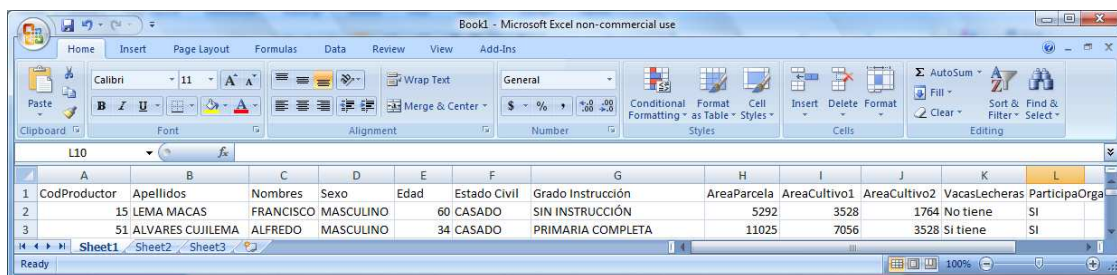 Book1 - Microsoft Excel non-commercial use
Home Insert Page Layout Formulas Data Review View Add-Ins
Calibri 11 A A Wrap Text General Σ AutoSum
Paste B I U A Merge & Center $ % , .0 .00 .00 .0 Conditional Formatting Format as Table Cell Styles Insert Delete Format Fill Clear Sort & Filter Find & Select
Clipboard Font Alignment Number Styles Cells Editing
L10 fx
A B C D E F G H I J K L
1 CodProductor Apellidos Nombres Sexo Edad Estado Civil Grado Instrucción AreaParcela AreaCultivo1 AreaCultivo2 VacasLecheras ParticipaOrga
2 15 LEMA MACAS FRANCISCO MASCULINO 60 CASADO SIN INSTRUCCIÓN 5292 3528 1764 No tiene SI
3 51 ALVARES CUJILEMA ALFREDO MASCULINO 34 CASADO PRIMARIA COMPLETA 11025 7056 3528 Si tiene SI
Sheet1 Sheet2 Sheet3
Ready 100%